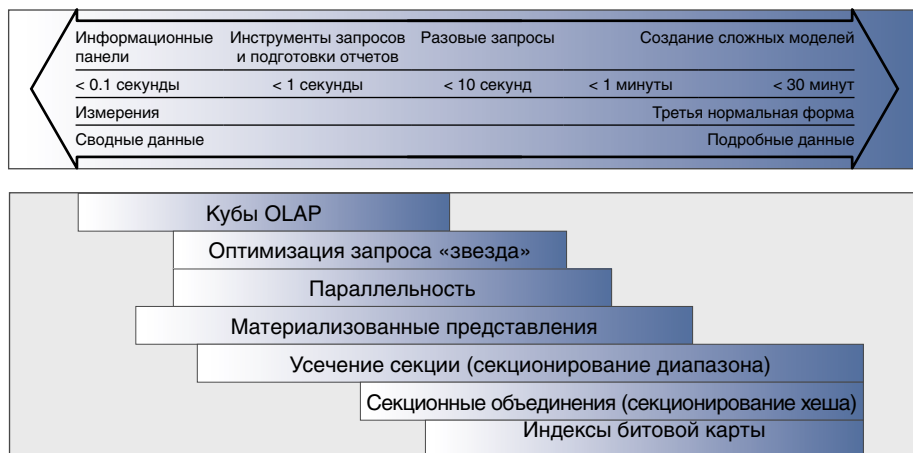 Информационные панели
Инструменты запросов и подготовки отчетов
Разовые запросы
Создание сложных моделей
< 0.1 секунды
< 1 секунды
< 10 секунд
< 1 минуты
< 30 минут
Измерения
Третья нормальная форма
Сводные данные
Подробные данные
Кубы OLAP
Оптимизация запроса «звезда»
Параллельность
Материализованные представления
Усечение секции (секционирование диапазона)
Секционные объединения (секционирование хеша)
Индексы битовой карты